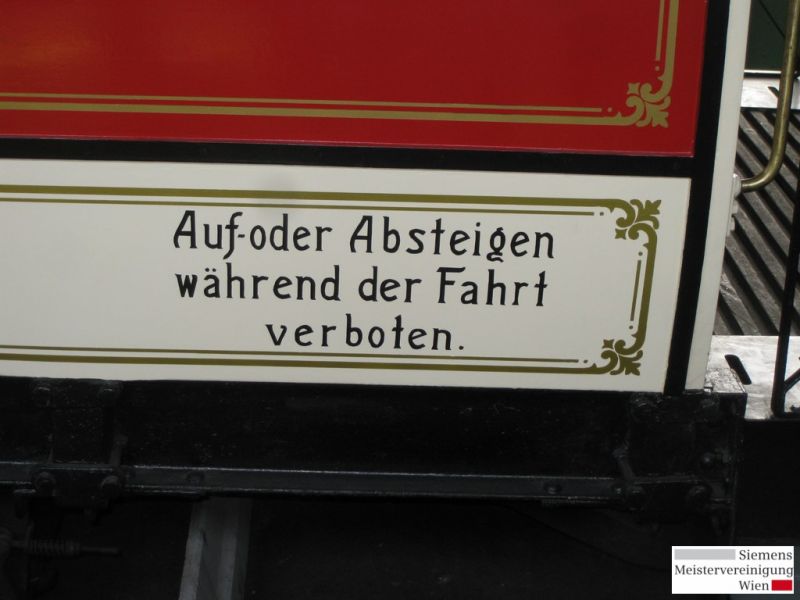 Auf-oder Absteigen
während der Fahrt
verboten.
Siemens
Meistervereinigung
Wien